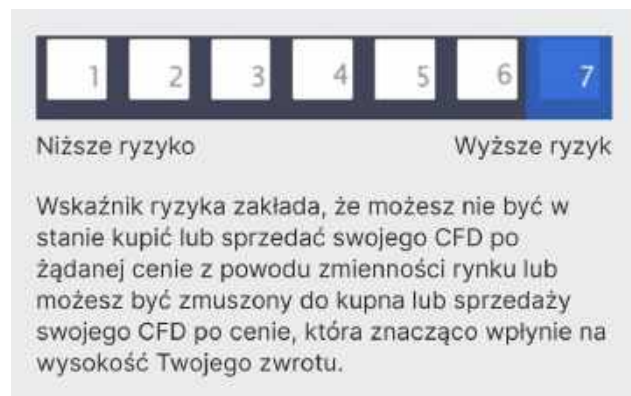 1 2 3 4 5 6 7
Niższe ryzyko Wyższe ryzyk
Wskaźnik ryzyka zakłada, że możesz nie być w
stanie kupić lub sprzedać swojego CFD po
żądanej cenie z powodu zmienności rynku lub
możesz być zmuszony do kupna lub sprzedaży
swojego CFD po cenie, która znacząco wpłynie na
wysokość Twojego zwrotu.